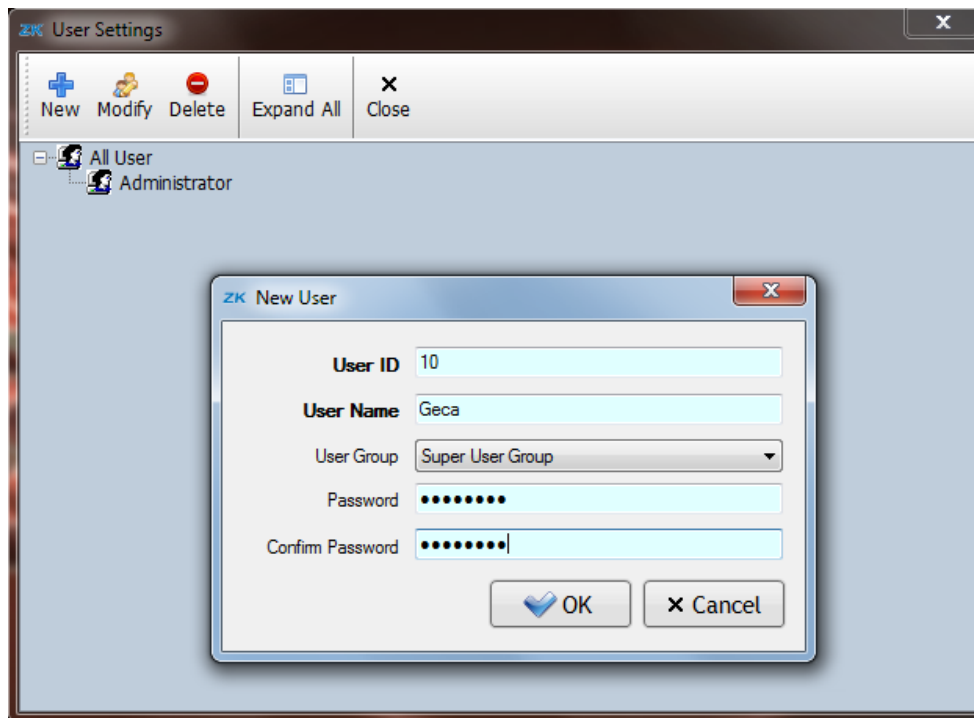 ZK User Settings
New Modify Delete Expand All Close
All User
Administrator
ZK New User
User ID 10
User Name Geca
User Group Super User Group
Password ••••••••
Confirm Password ••••••••
OK Cancel